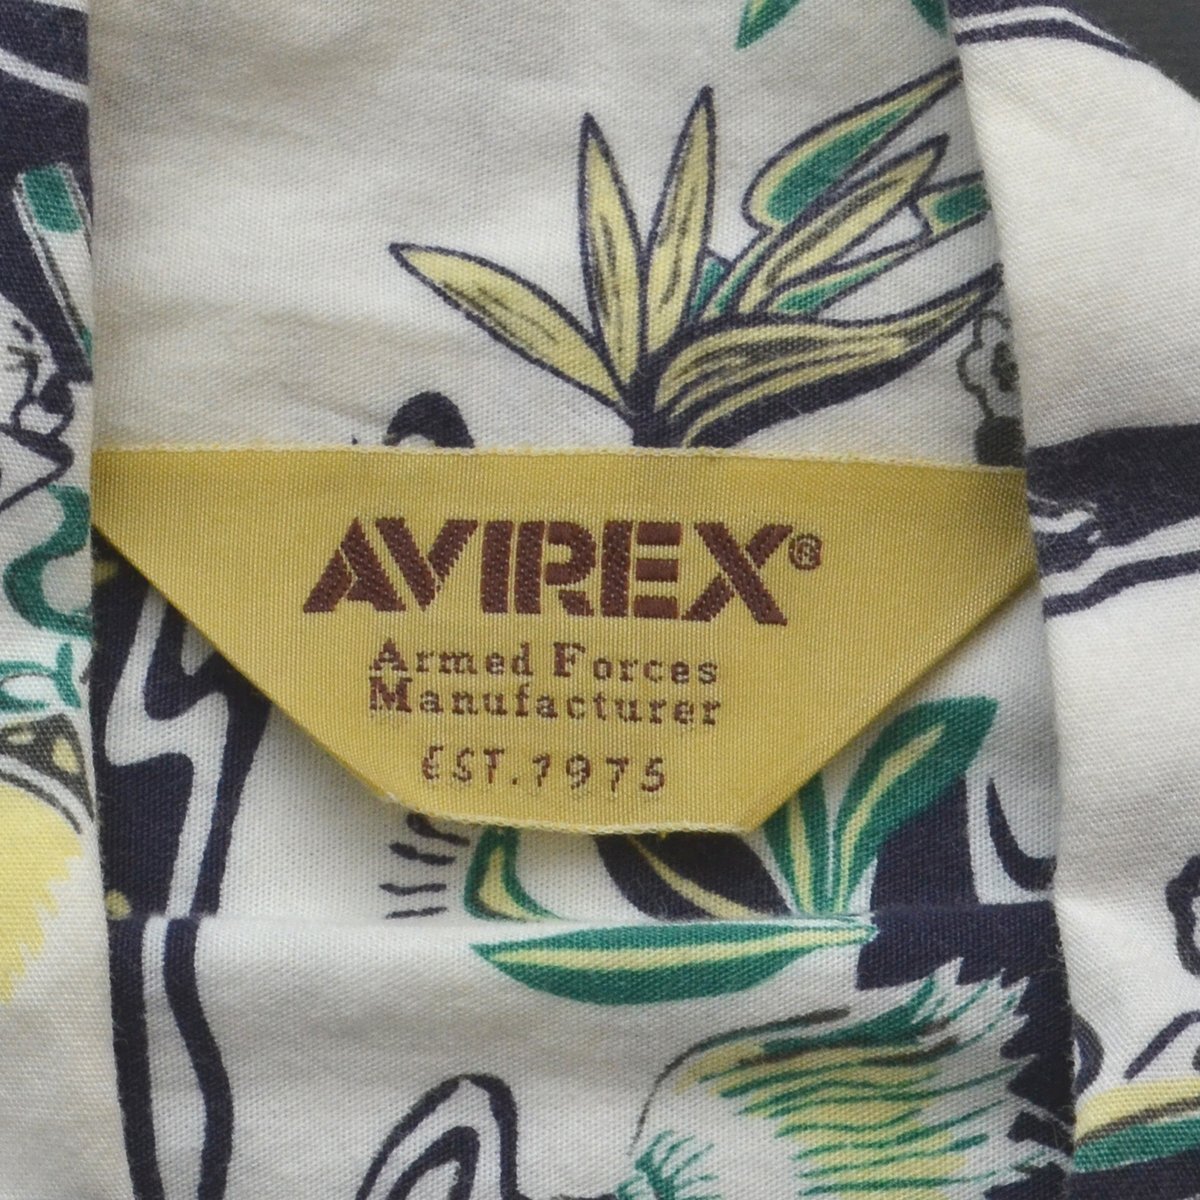 AVIREX®
Armed Forces
Manufacturer
EST.1975